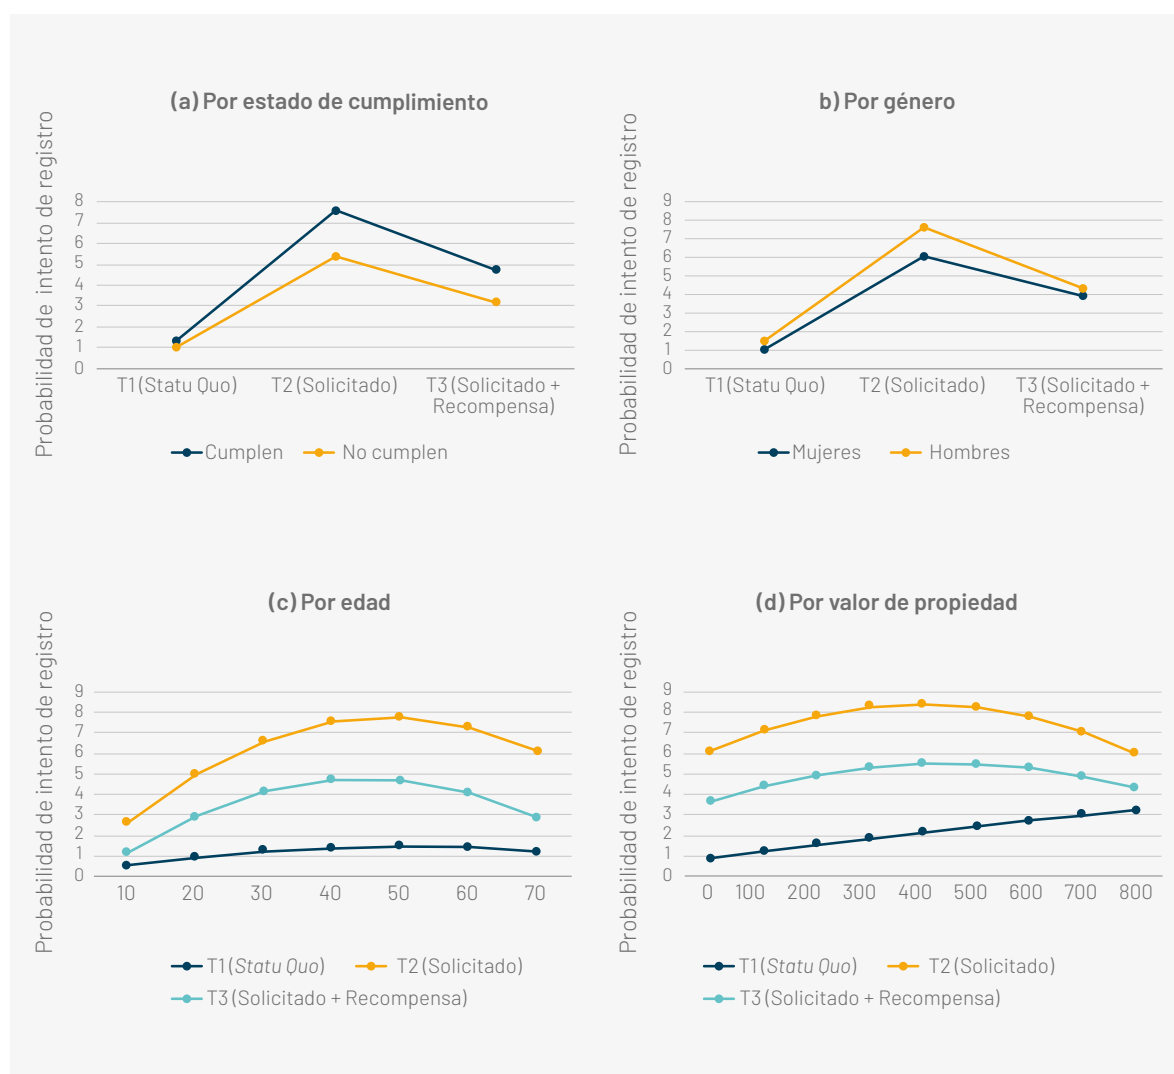 (a) Por estado de cumplimiento
Probabilidad de intento de registro
8
7
6
5
4
3
2
1
0
T1 (Statu Quo) T2 (Solicitado) T3 (Solicitado +
Recompensa)
Cumplen No cumplen
b) Por género
Probabilidad de intento de registro
9
8
7
6
5
4
3
2
1
0
T1 (Statu Quo) T2 (Solicitado) T3 (Solicitado +
Recompensa)
Mujeres Hombres
(c) Por edad
Probabilidad de intento de registro
9
8
7
6
5
4
3
2
1
0
10 20 30 40 50 60 70
T1 (Statu Quo) T2 (Solicitado)
T3 (Solicitado + Recompensa)
(d) Por valor de propiedad
Probabilidad de intento de registro
9
8
7
6
5
4
3
2
1
0
0 100 200 300 400 500 600 700 800
T1 (Statu Quo) T2 (Solicitado)
T3 (Solicitado + Recompensa)